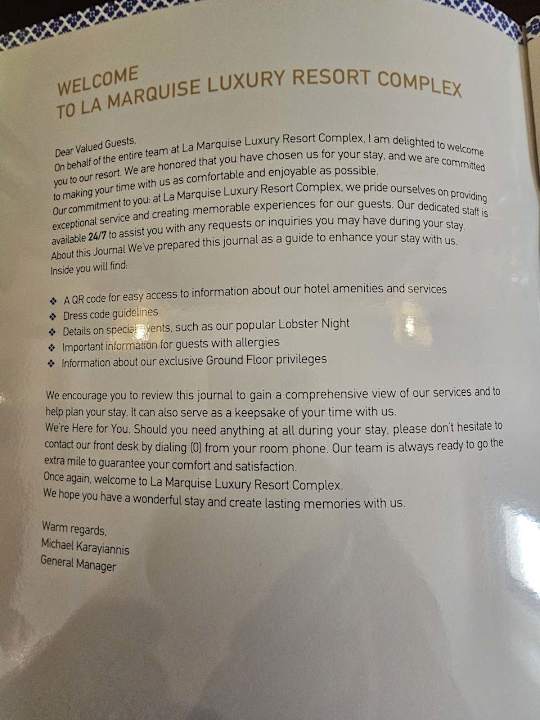 WELCOME
TO LA MARQUISE LUXURY RESORT COMPLEX
Dear Valued Guests,
On behalf of the entire team at La Marquise Luxury Resort Complex, I am delighted to welcome
you to our resort. We are honored that you have chosen us for your stay, and we are committed
to making your time with us as comfortable and enjoyable as possible.
Our commitment to you: at La Marquise Luxury Resort Complex, we pride ourselves on providing
exceptional service and creating memorable experiences for our guests. Our dedicated staff is
available 24/7 to assist you with any requests or inquiries you may have during your stay.
About this Journal We've prepared this journal as a guide to enhance your stay with us.
Inside you will find:
❖ A QR code for easy access to information about our hotel amenities and services
❖ Dress code guidelines
❖ Details on special events, such as our popular Lobster Night
❖ Important information for guests with allergies
❖ Information about our exclusive Ground Floor privileges
We encourage you to review this journal to gain a comprehensive view of our services and to
help plan your stay. It can also serve as a keepsake of your time with us.
We're Here for You. Should you need anything at all during your stay, please don't hesitate to
contact our front desk by dialing (0) from your room phone. Our team is always ready to go the
extra mile to guarantee your comfort and satisfaction.
Once again, welcome to La Marquise Luxury Resort Complex.
We hope you have a wonderful stay and create lasting memories with us.
Warm regards,
Michael Karayiannis
General Manager